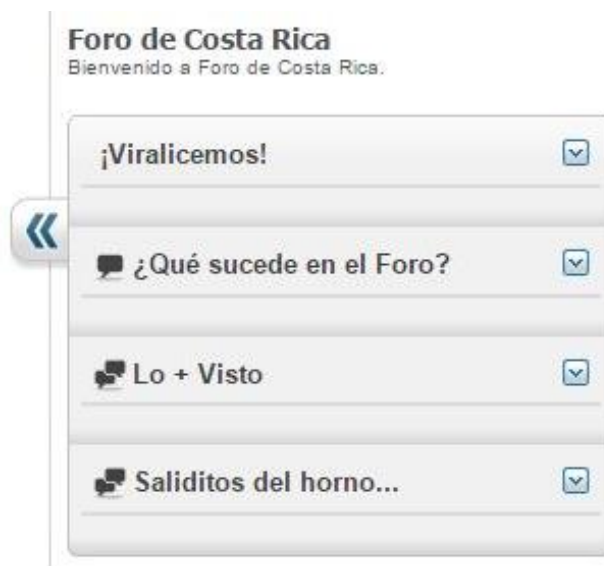 Foro de Costa Rica
Bienvenido a Foro de Costa Rica.
¡Viralicemos!
¿Qué sucede en el Foro?
Lo + Visto
Saliditos del horno...